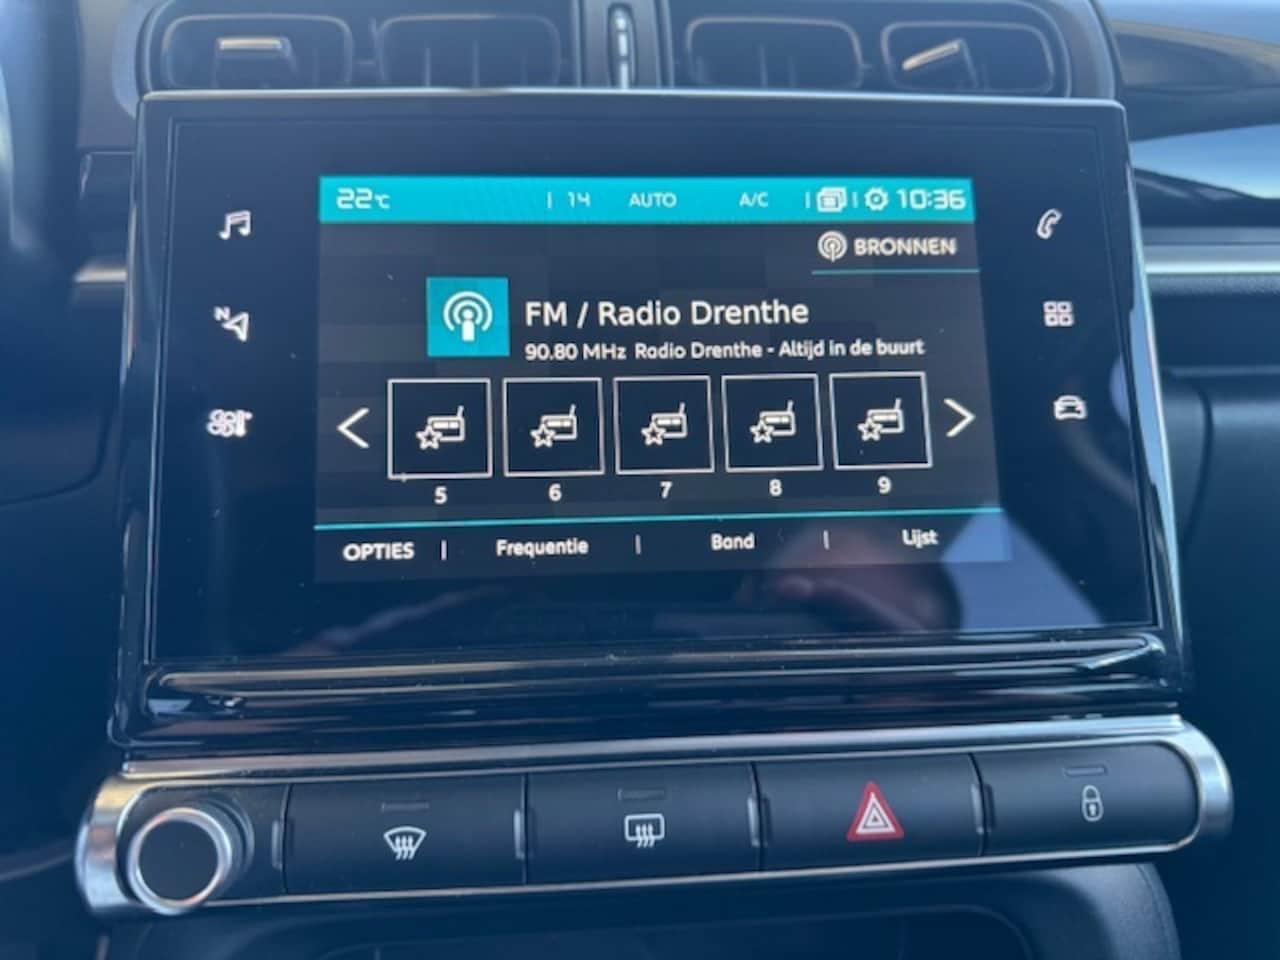 22°C | 14 AUTO A/C | | 10:36
BRONNEN
FM / Radio Drenthe
90.80 MHz Radio Drenthe - Altijd in de buurt
5 6 7 8 9
OPTIES | Frequentie | Band | Lijst
N